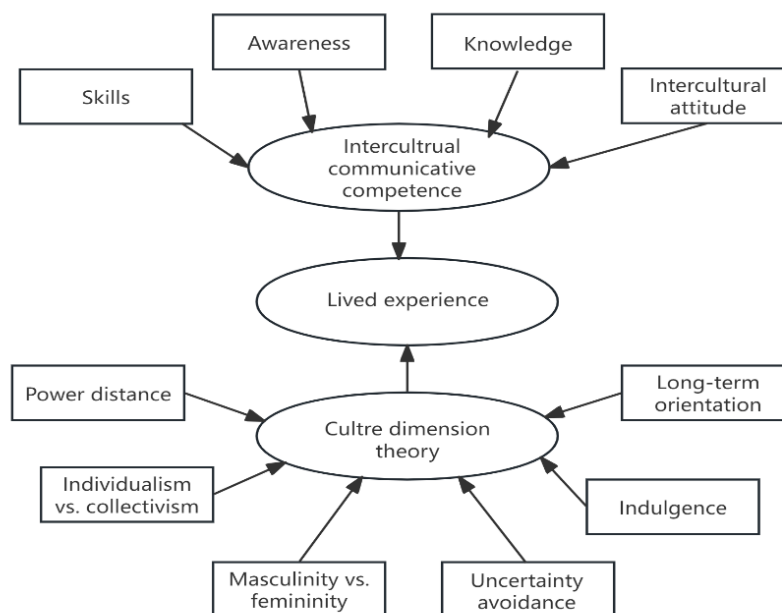 Awareness
Knowledge
Skills
Intercultural
attitude
Intercultrual
communicative
competence
Lived experience
Power distance
Long-term
orientation
Cultre dimension
theory
Individualism
vs. collectivism
Indulgence
Masculinity vs.
femininity
Uncertainty
avoidance